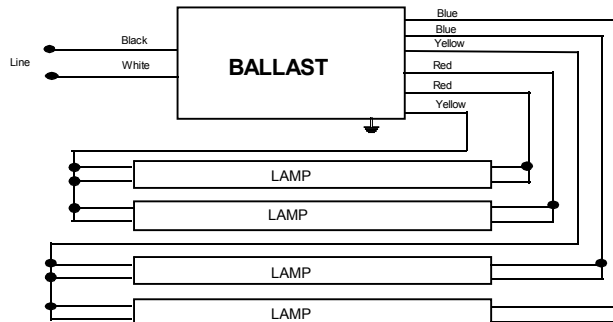 Blue
Blue
Black
Yellow
Line
BALLAST
White
Red
Red
Yellow
LAMP
LAMP
LAMP
LAMP